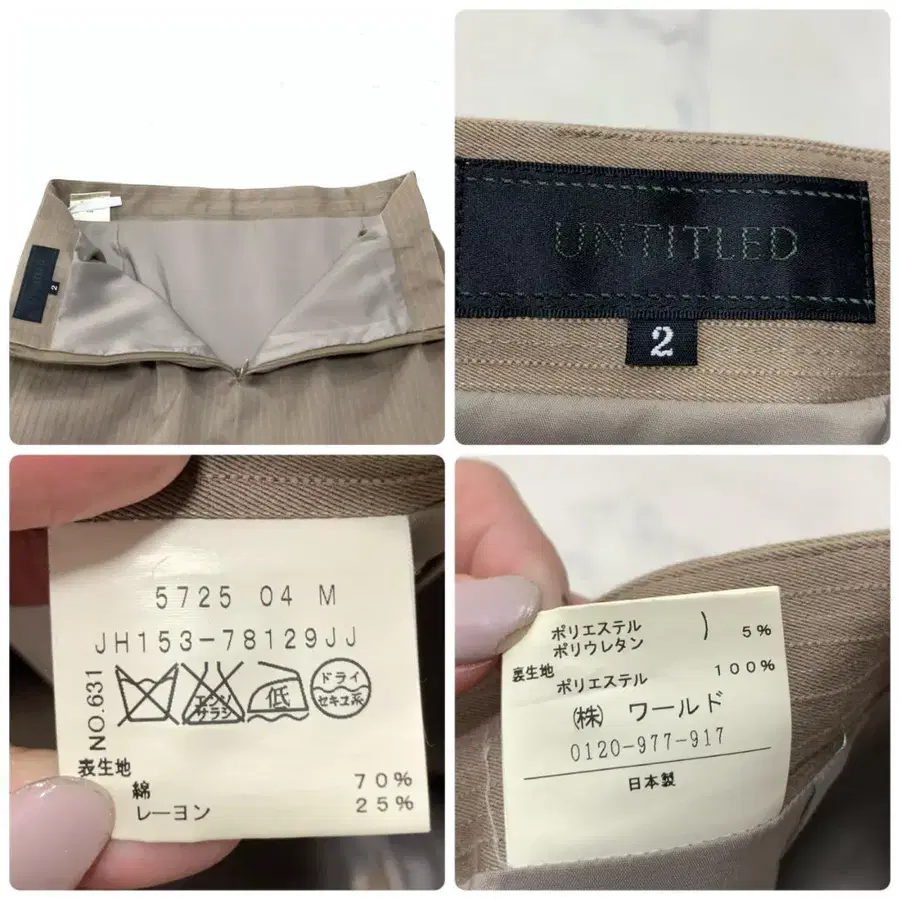 2
UNTITLED
2
5725 04 M
JH153-78129JJ
NO.631
エンソ
サラシ
低
ドライ
セキユ系
表生地
綿 70%
レーヨン 25%
ポリエステル
ポリウレタン ) 5%
裏生地 100%
ポリエステル
㈱ ワールド
0120-977-917
日本製